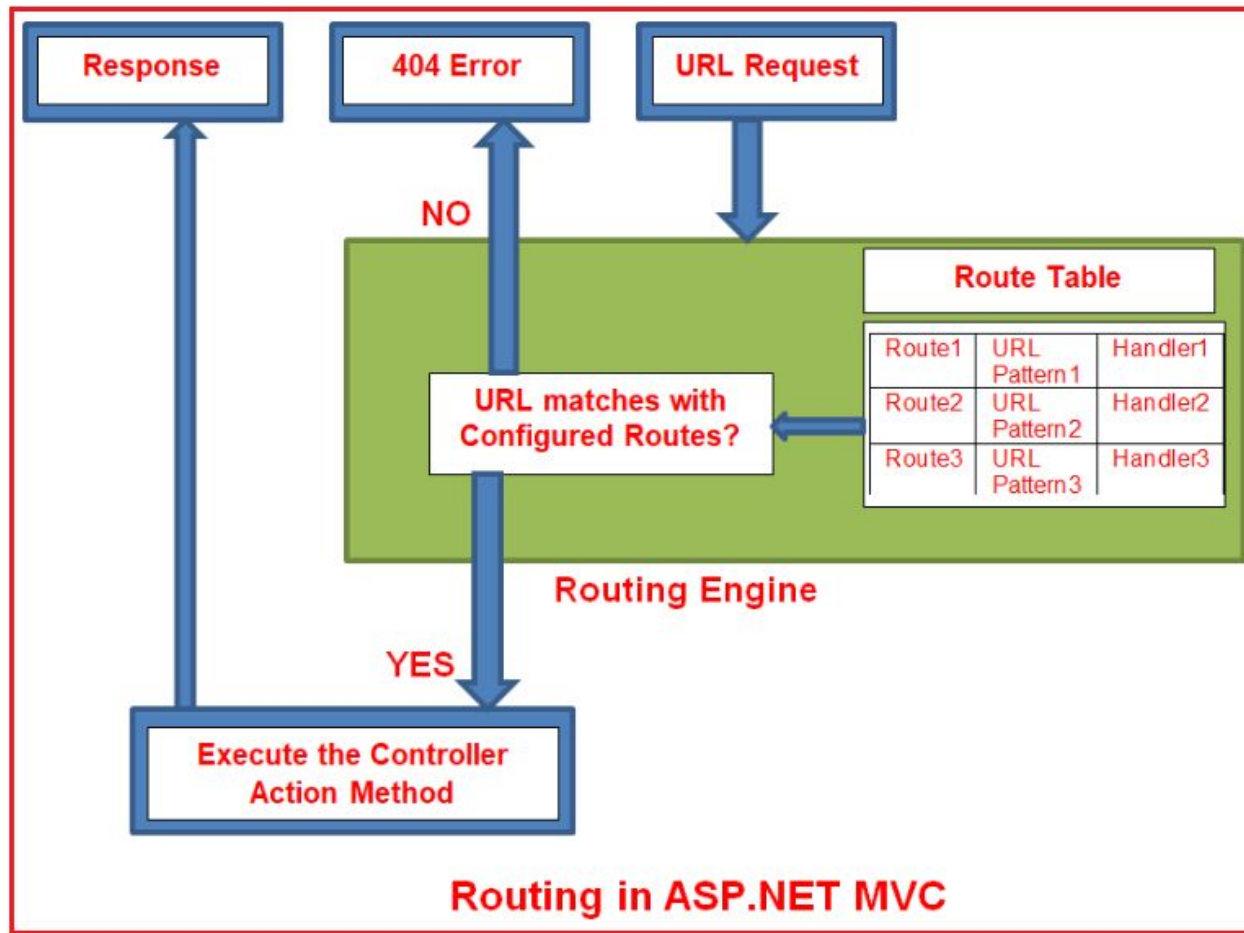 Response
404 Error
URL Request
NO
Route Table
Route1 URL Handler1
Pattern1
Route2 URL Handler2
Pattern2
Route3 URL Handler3
Pattern3
URL matches with
Configured Routes?
Routing Engine
YES
Execute the Controller
Action Method
Routing in ASP.NET MVC